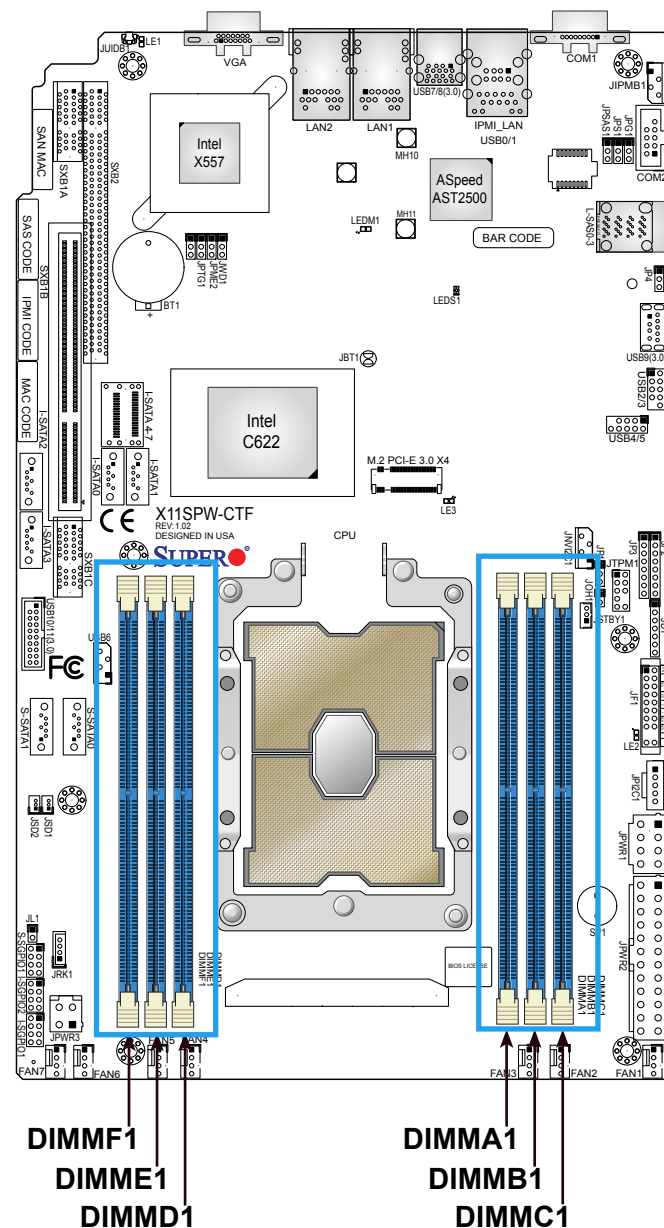 JUIDB1
LE1
VGA
LAN2
LAN1
USB7/8(3.0)
IPMI_LAN
USB0/1
COM1
JIPMB1
JPSAS1
JPS1
JPG1
COM2
SAN MAC
SXB1A
SXB2
Intel
X557
MH10
ASpeed
AST2500
LEDM1
MH11
BAR CODE
L-SAS0-3
SAS CODE
SXB1B
JPTG1
JPME2
JWD1
BT1
+
LEDS1
JP4
IPMI CODE
JBT1
USB9(3.0)
MAC CODE
I-SATA2
I-SATA 4-7
Intel
C622
USB2/3
USB4/5
I-SATA0
I-SATA1
M.2 PCI-E 3.0 X4
LE3
X11SPW-CTF
REV:1.02
DESIGNED IN USA
SUPER
CPU
I-SATA3
SXB1C
JNVI2C1
JP3
JTPM1
JOH1
JSTBY1
USB10/11(3.0)
USB6
FC
S-SATA1
S-SATA0
JF1
LE2
JPI2C1
JSD2
JSD1
JPWR1
JL1
JRK1
S-SGPIO1
I-SGPIO2
I-SGPIO1
JPWR3
DIMMF1
DIMME1
DIMMD1
BIOS LICENSE
DIMMA1
DIMMB1
DIMMC1
JPWR2
FAN7
FAN6
FAN5
FAN4
FAN3
FAN2
FAN1
DIMMF1
DIMME1
DIMMD1
DIMMA1
DIMMB1
DIMMC1